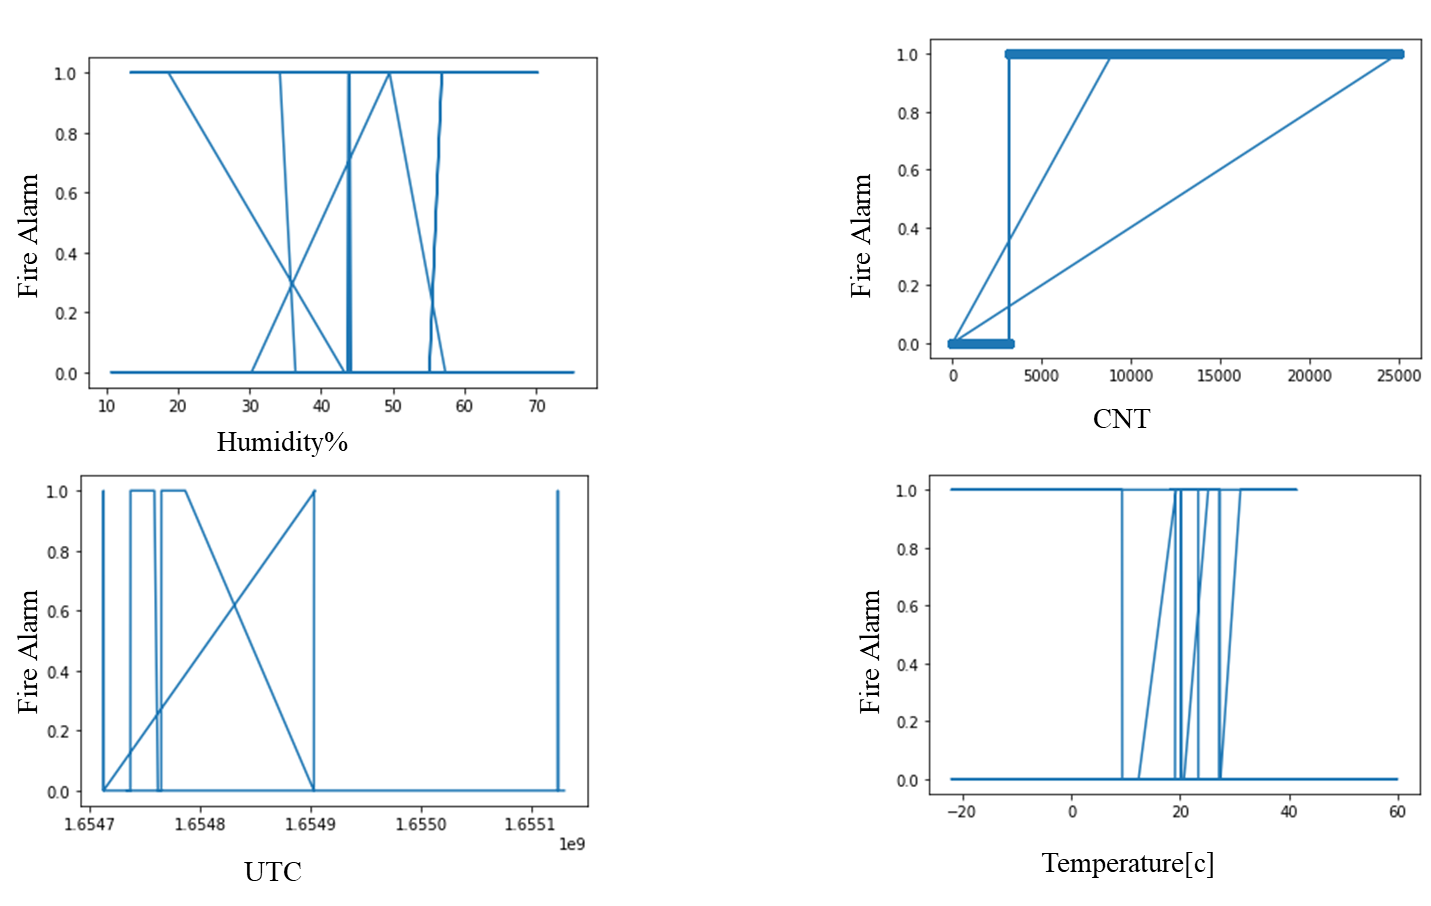 1.0
0.8
0.6
0.4
0.2
0.0
Fire Alarm
10 20 30 40 50 60 70
Humidity%
1.0
0.8
0.6
0.4
0.2
0.0
Fire Alarm
0 5000 10000 15000 20000 25000
CNT
1.0
0.8
0.6
0.4
0.2
0.0
Fire Alarm
1.6547 1.6548 1.6549 1.6550 1.6551
1e9
UTC
1.0
0.8
0.6
0.4
0.2
0.0
Fire Alarm
−20 0 20 40 60
Temperature[c]